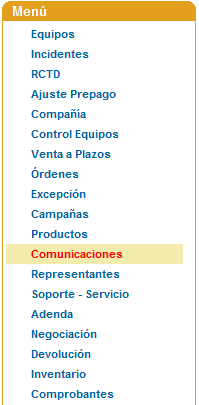 Menú
Equipos
Incidentes
RCTD
Ajuste Prepago
Compañía
Control Equipos
Venta a Plazos
Órdenes
Excepción
Campañas
Productos
Comunicaciones
Representantes
Soporte - Servicio
Adenda
Negociación
Devolución
Inventario
Comprobantes